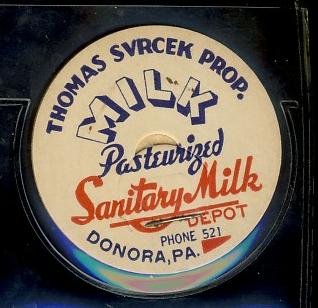 THOMAS SVRCEK PROP.
MILK
Pasteurized
Sanitary Milk
DEPOT
PHONE 521
DONORA, PA.